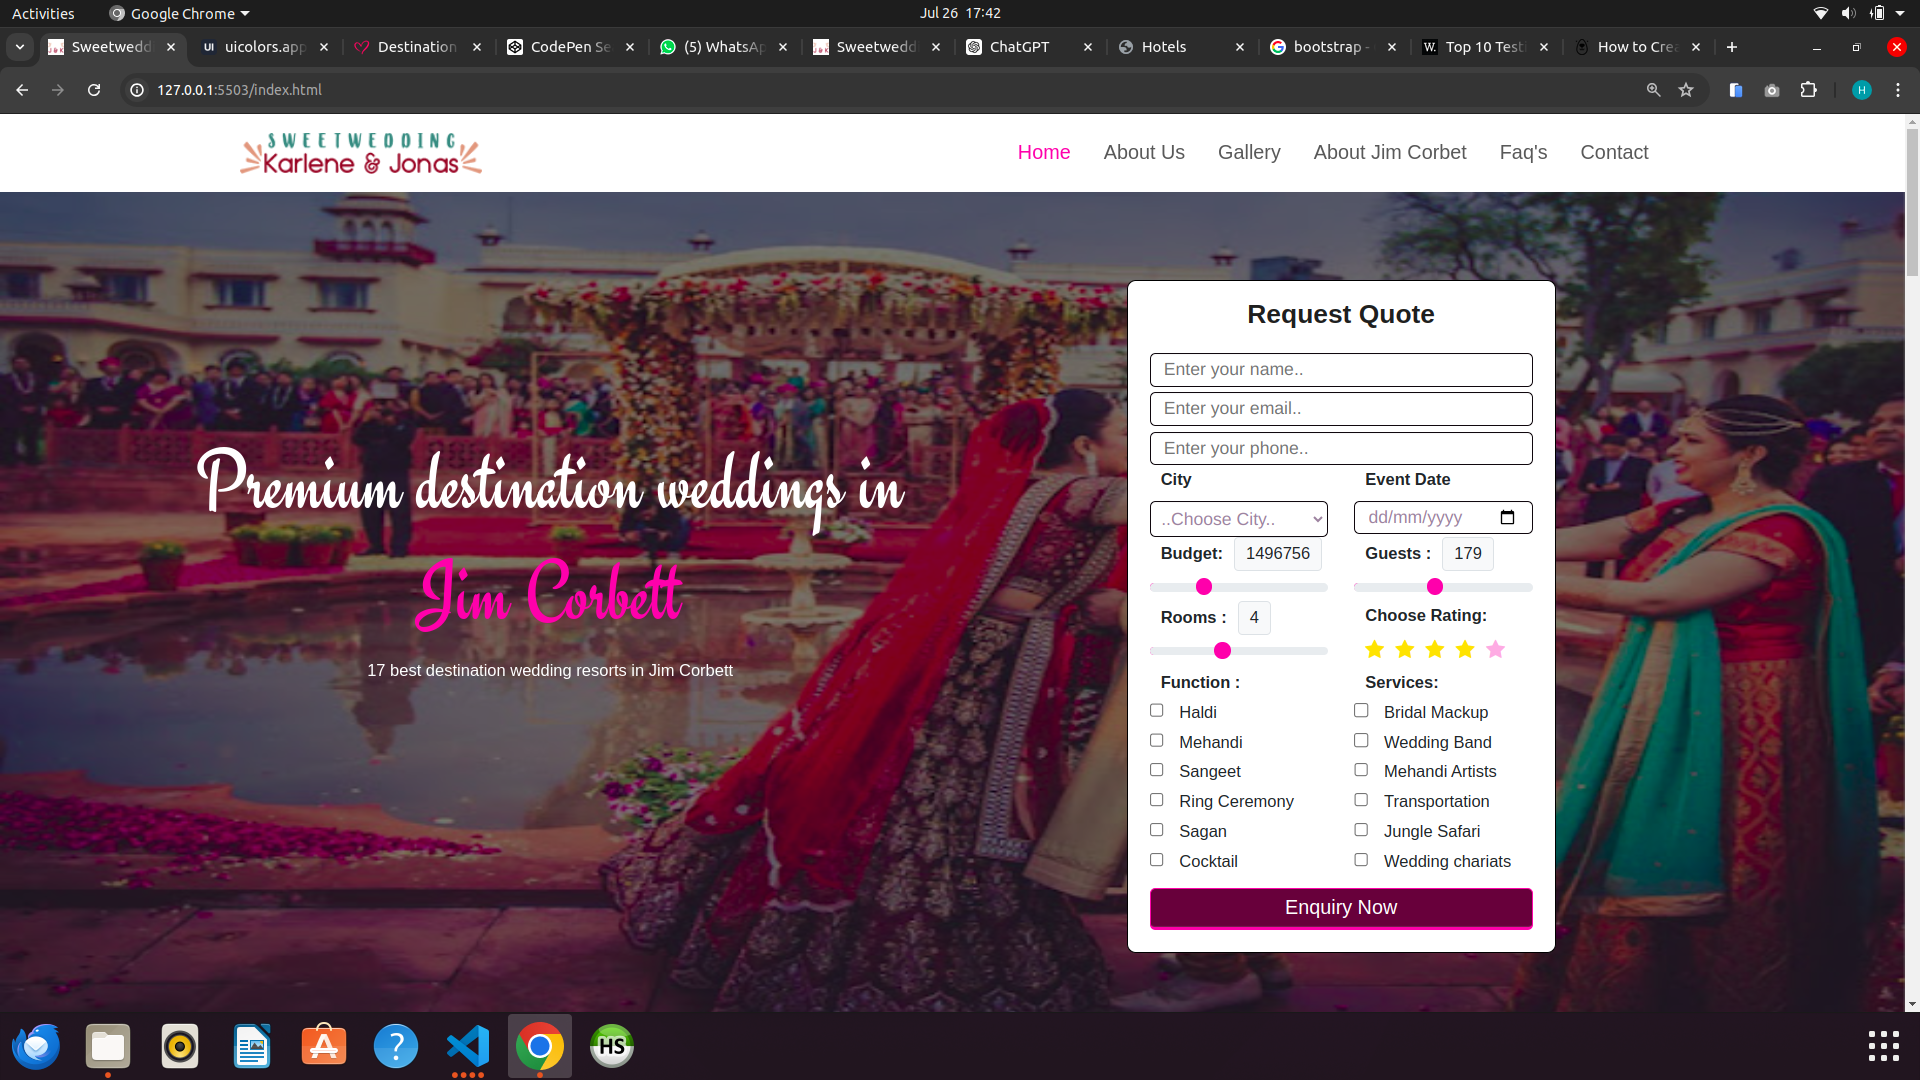 Activities Google Chrome Jul 26 17:42
Sweetwedd uicolors.app Destination CodePen Se (5) WhatsAp Sweetwedd ChatGPT Hotels bootstrap - Top 10 Test How to Crea
127.0.0.1:5503/index.html H
SWEETWEDDING
Karlene & Jonas
Home About Us Gallery About Jim Corbet Faq's Contact
Premium destination weddings in
Jim Corbett
17 best destination wedding resorts in Jim Corbett
Request Quote
Enter your name..
Enter your email..
Enter your phone..
City Event Date
..Choose City.. dd/mm/yyyy
Budget: 1496756 Guests : 179
Rooms : 4 Choose Rating:
Function : Services:
Haldi Bridal Mackup
Mehandi Wedding Band
Sangeet Mehandi Artists
Ring Ceremony Transportation
Sagan Jungle Safari
Cocktail Wedding chariats
Enquiry Now
HS